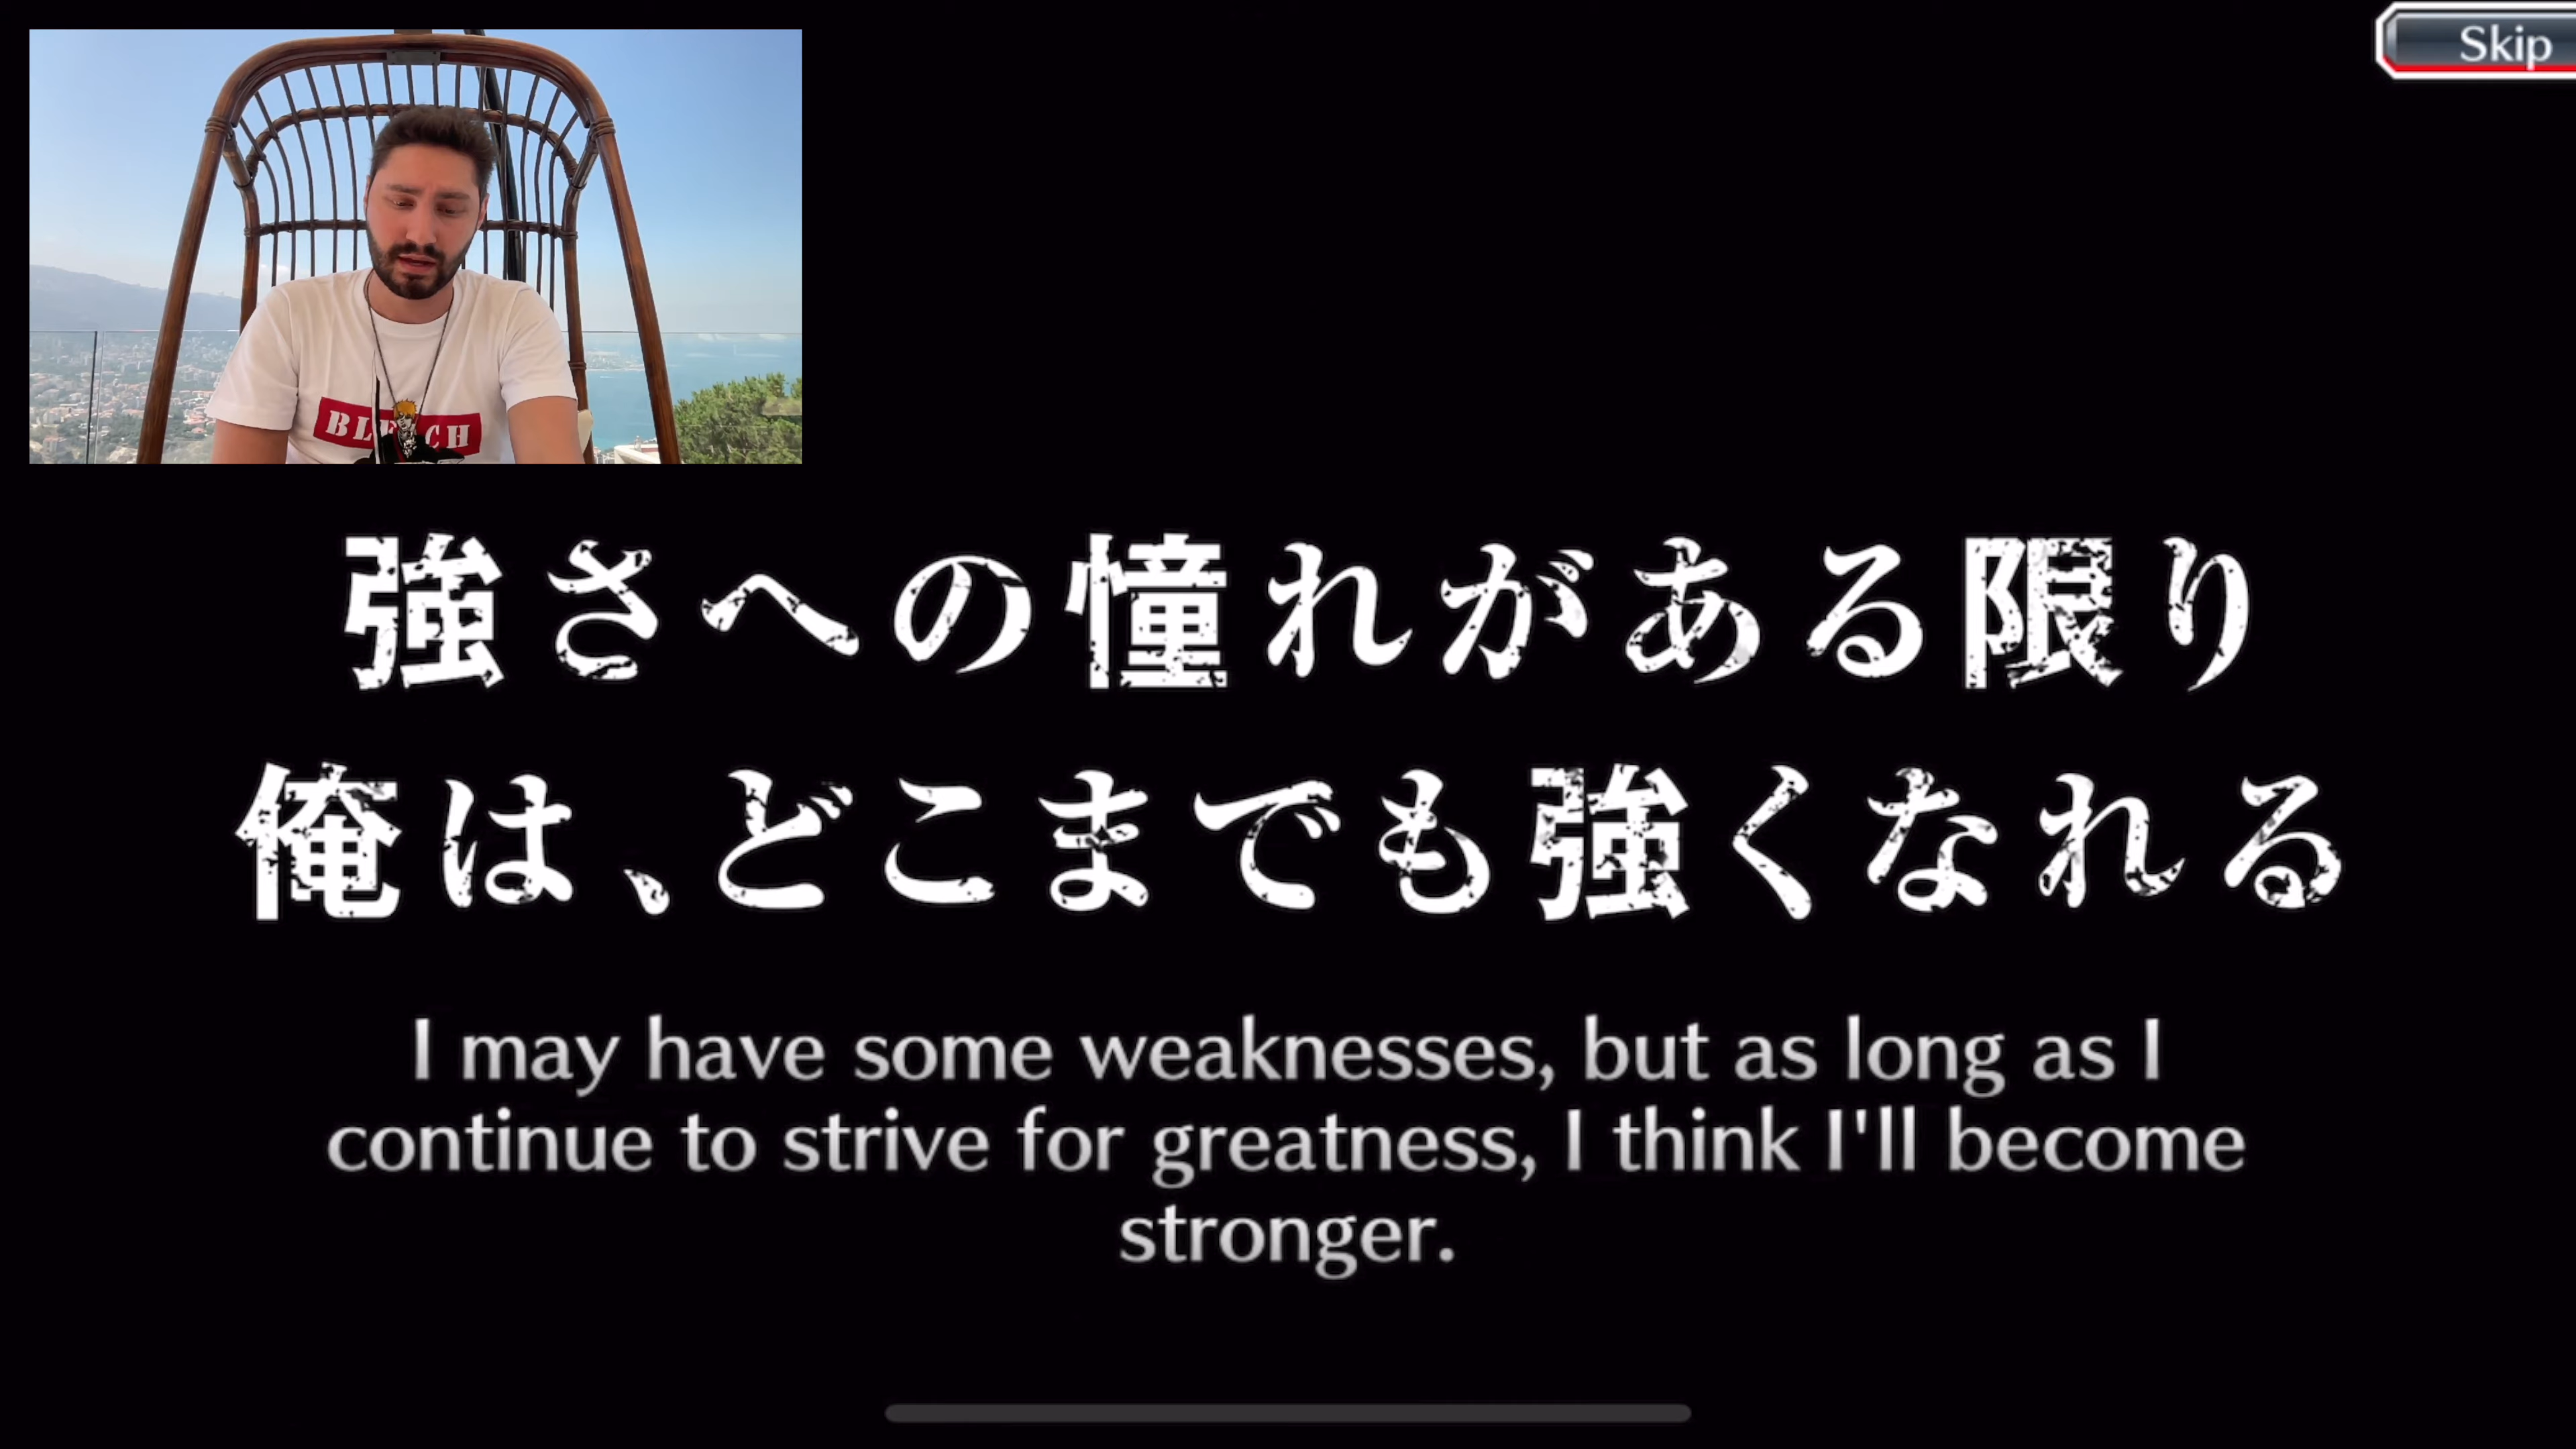 Skip
BLEACH
強さへの憧れがある限り
俺は、どこまでも強くなれる
I may have some weaknesses, but as long as I
continue to strive for greatness, I think I'll become
stronger.